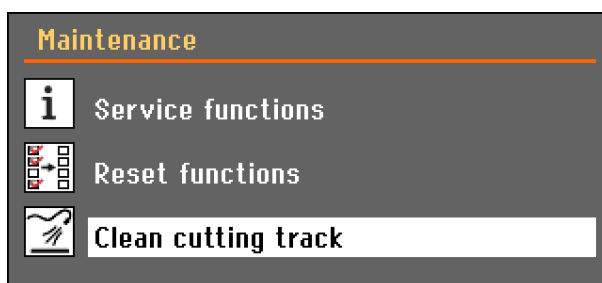 Maintenance
i
Service functions
Reset functions
Clean cutting track